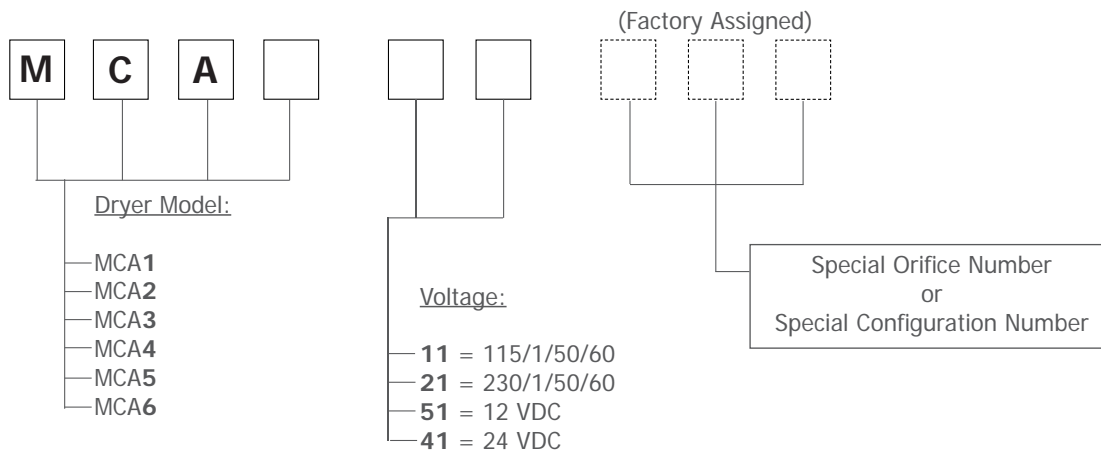 (Factory Assigned)
M C A
Dryer Model:
MCA1
MCA2
MCA3
MCA4
MCA5
MCA6
Voltage:
11 = 115/1/50/60
21 = 230/1/50/60
51 = 12 VDC
41 = 24 VDC
Special Orifice Number
or
Special Configuration Number